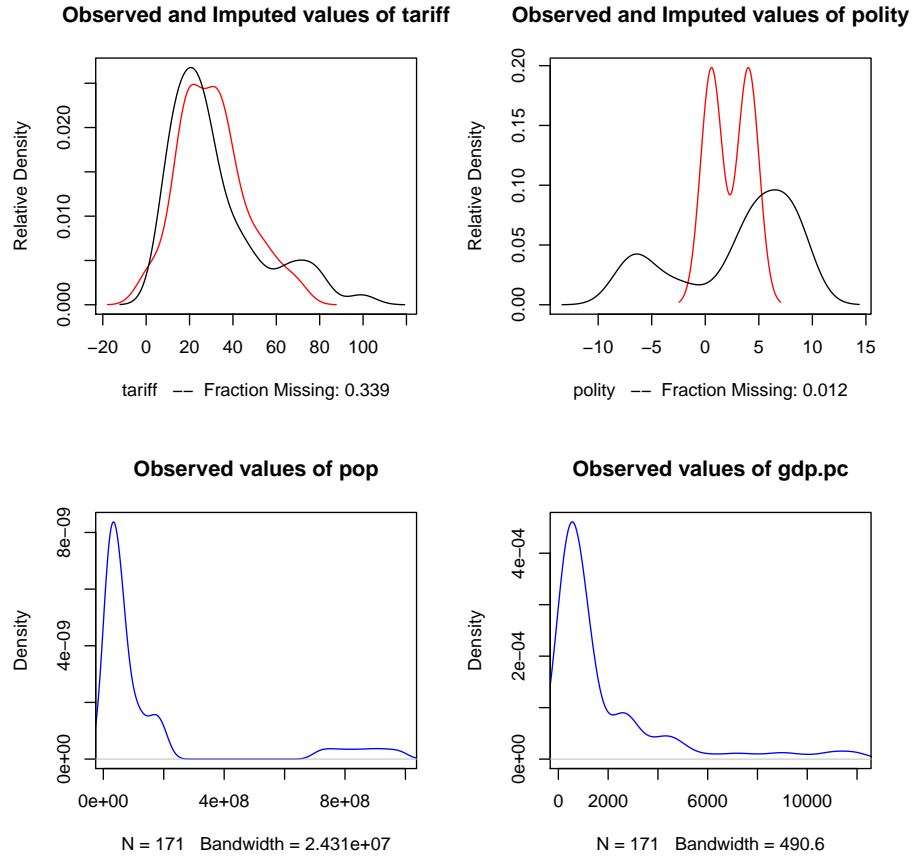 Observed and Imputed values of tariff
Relative Density
0.000 0.010 0.020
−20 0 20 40 60 80 100
tariff −− Fraction Missing: 0.339
Observed and Imputed values of polity
Relative Density
0.00 0.05 0.10 0.15 0.20
−10 −5 0 5 10 15
polity −− Fraction Missing: 0.012
Observed values of pop
Density
0e+00 4e−09 8e−09
0e+00 4e+08 8e+08
N = 171 Bandwidth = 2.431e+07
Observed values of gdp.pc
Density
0e+00 2e−04 4e−04
0 2000 6000 10000
N = 171 Bandwidth = 490.6